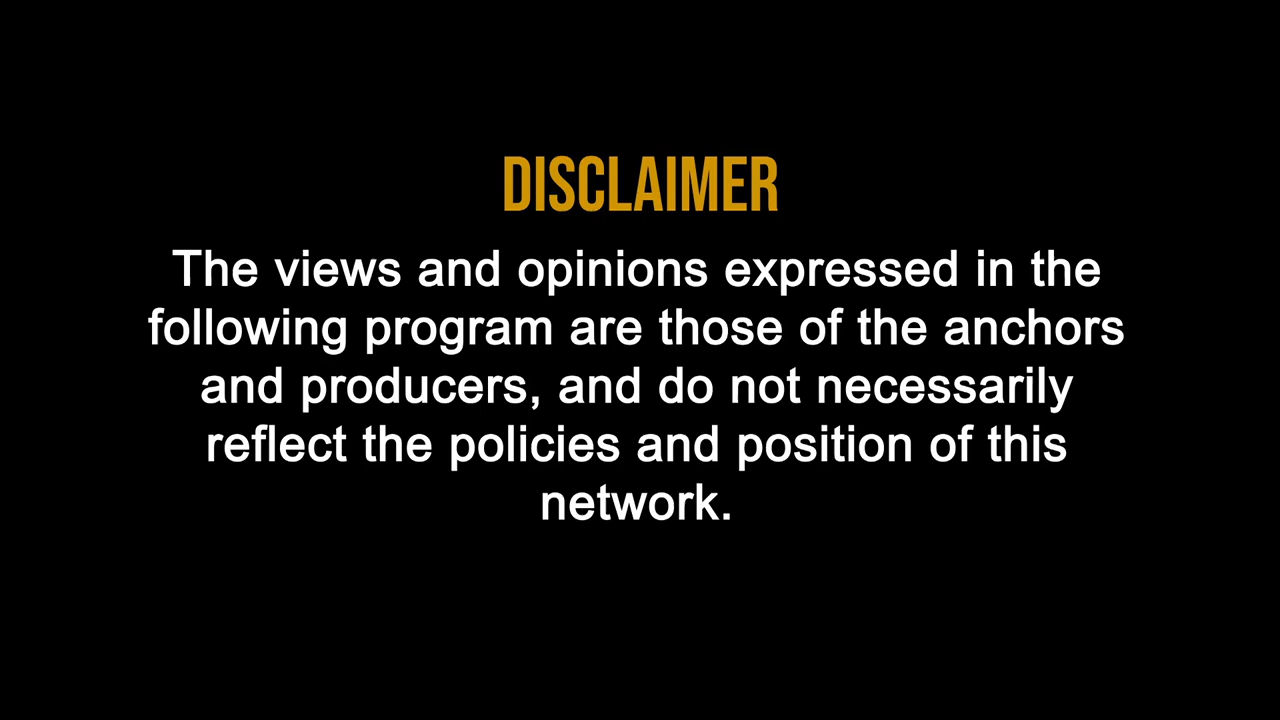 DISCLAIMER
The views and opinions expressed in the
following program are those of the anchors
and producers, and do not necessarily
reflect the policies and position of this
network.